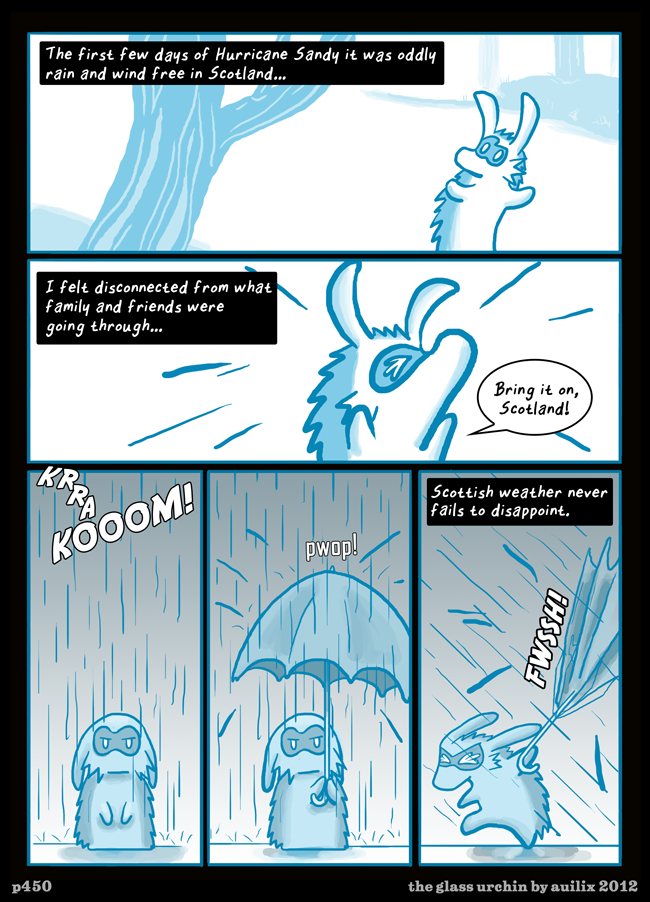 The first few days of Hurricane Sandy it was oddly
rain and wind free in Scotland...
I felt disconnected from what
family and friends were
going through...
Bring it on,
Scotland!
KRRA
KOOOM!
pwop!
Scottish weather never
fails to disappoint.
FWSSH!
p450
the glass urchin by auilix 2012